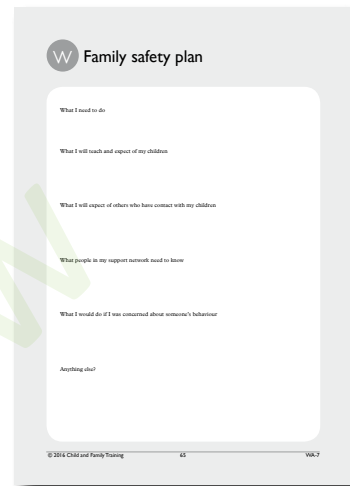 W Family safety plan
What I need to do
What I will teach and expect of my children
What I will expect of others who have contact with my children
What people in my support network need to know
What I would do if I was concerned about someone's behaviour
Anything else?
© 2016 Child and Family Training 65 WA-7
W